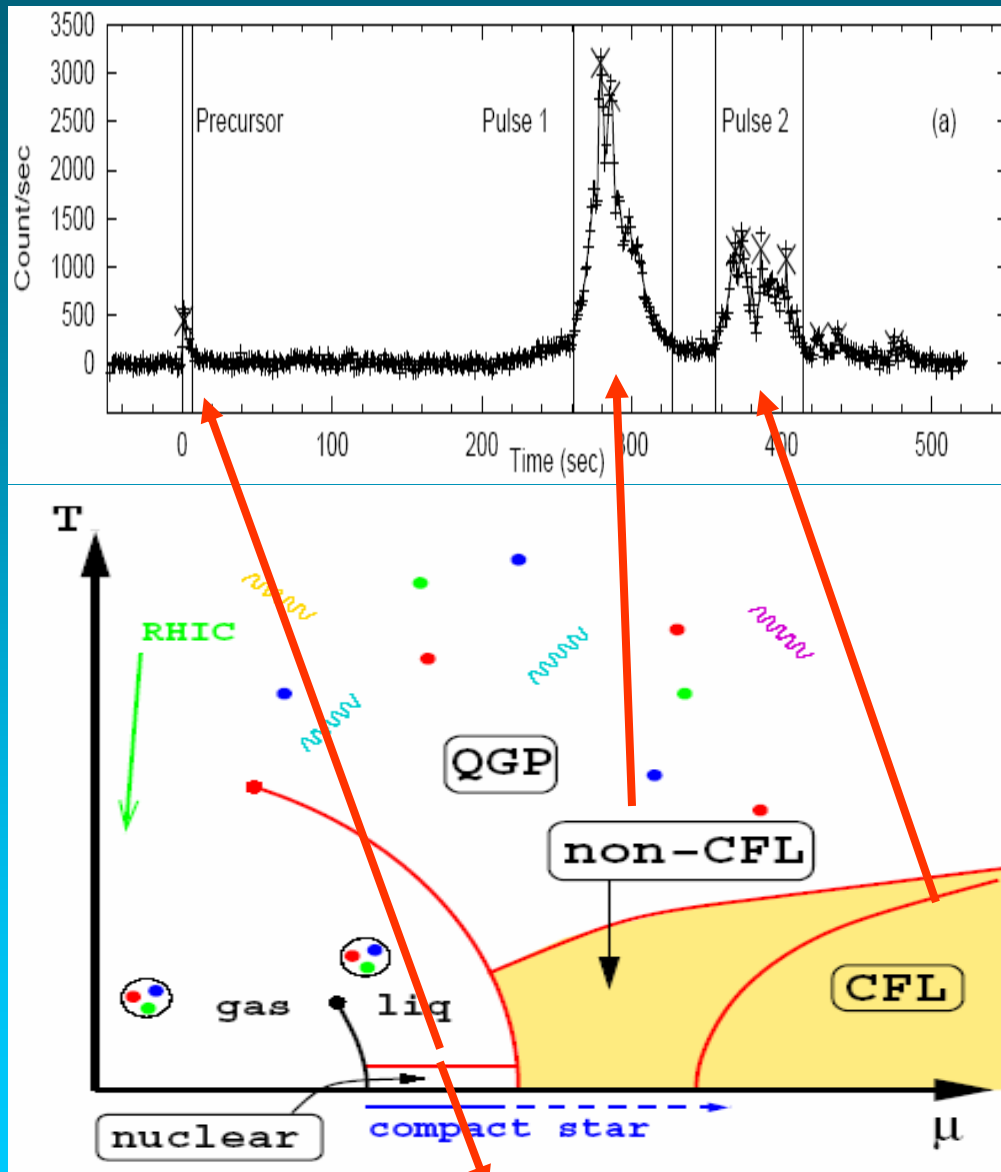 3500
3000
2500
2000
1500
1000
500
0
Count/sec
Precursor
Pulse 1
Pulse 2
(a)
0 100 200 300 400 500
Time (sec)
T
RHIC
QGP
non-CFL
CFL
gas liq
nuclear
compact star
μ